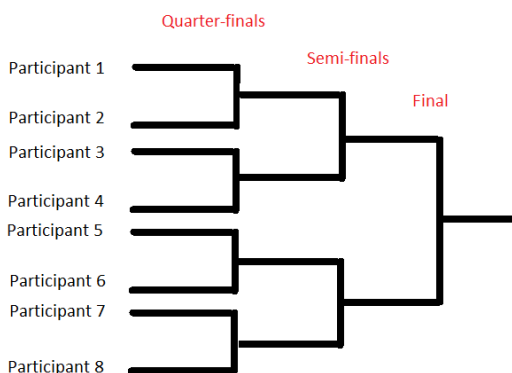 Quarter-finals
Semi-finals
Final
Participant 1
Participant 2
Participant 3
Participant 4
Participant 5
Participant 6
Participant 7
Participant 8